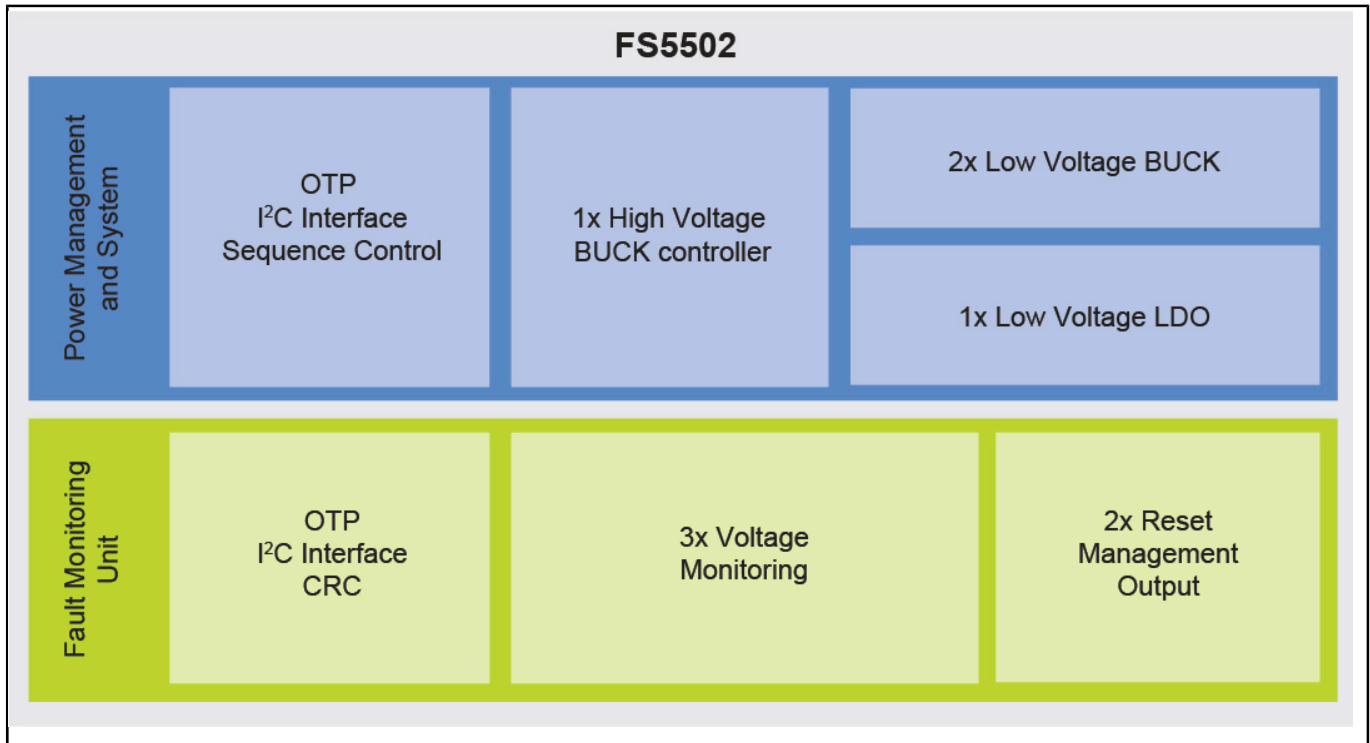 FS5502
Power Management
and System
OTP
I²C Interface
Sequence Control
1x High Voltage
BUCK controller
2x Low Voltage BUCK
1x Low Voltage LDO
Fault Monitoring
Unit
OTP
I²C Interface
CRC
3x Voltage
Monitoring
2x Reset
Management
Output